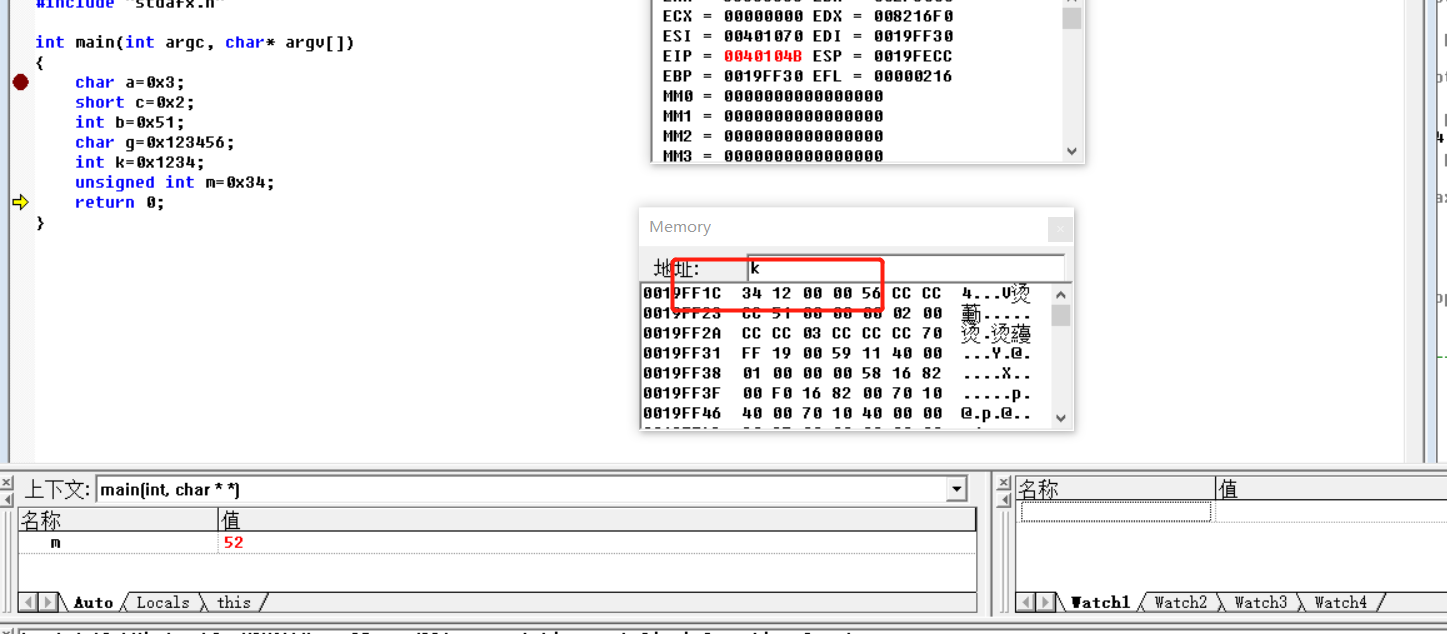 #include "stdafx.h"
int main(int argc, char* argv[])
{
char a=0x3;
short c=0x2;
int b=0x51;
char g=0x123456;
int k=0x1234;
unsigned int m=0x34;
return 0;
}
ECX = 00000000 EDX = 008216F0
ESI = 00401070 EDI = 0019FF30
EIP = 0040104B ESP = 0019FECC
EBP = 0019FF30 EFL = 00000216
MM0 = 0000000000000000
MM1 = 0000000000000000
MM2 = 0000000000000000
MM3 = 0000000000000000
Memory
地址: k
0019FF1C 34 12 00 00 56 CC CC 4...V烫
0019FF23 CC 51 00 00 00 02 00 .....
0019FF2A CC CC 03 CC CC CC 70 烫.烫蘌
0019FF31 FF 19 00 59 11 40 00 ...Y.@.
0019FF38 01 00 00 00 58 16 82 ....X..
0019FF3F 00 F0 16 82 00 70 10 .....p.
0019FF46 40 00 70 10 40 00 00 @.p.@..
上下文: main(int, char * *)
名称 值
m 52
Auto Locals this
名称 值
Watch1 Watch2 Watch3 Watch4